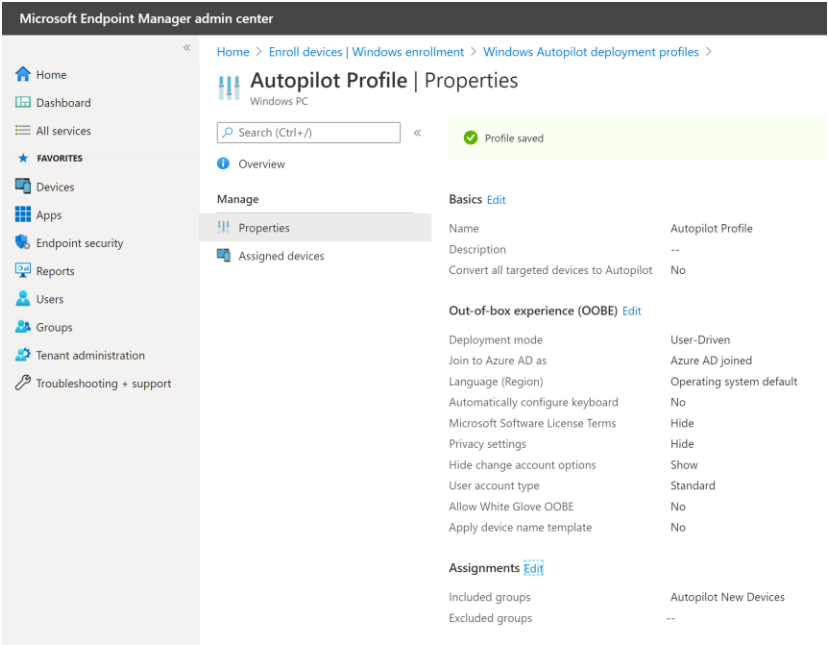 Microsoft Endpoint Manager admin center
«
Home
Dashboard
All services
FAVORITES
Devices
Apps
Endpoint security
Reports
Users
Groups
Tenant administration
Troubleshooting + support
Home > Enroll devices | Windows enrollment > Windows Autopilot deployment profiles >
Autopilot Profile | Properties
Windows PC
Search (Ctrl+/) «
Overview
Manage
Properties
Assigned devices
Profile saved
Basics Edit
Name Autopilot Profile
Description --
Convert all targeted devices to Autopilot No
Out-of-box experience (OOBE) Edit
Deployment mode User-Driven
Join to Azure AD as Azure AD joined
Language (Region) Operating system default
Automatically configure keyboard No
Microsoft Software License Terms Hide
Privacy settings Hide
Hide change account options Show
User account type Standard
Allow White Glove OOBE No
Apply device name template No
Assignments Edit
Included groups Autopilot New Devices
Excluded groups --